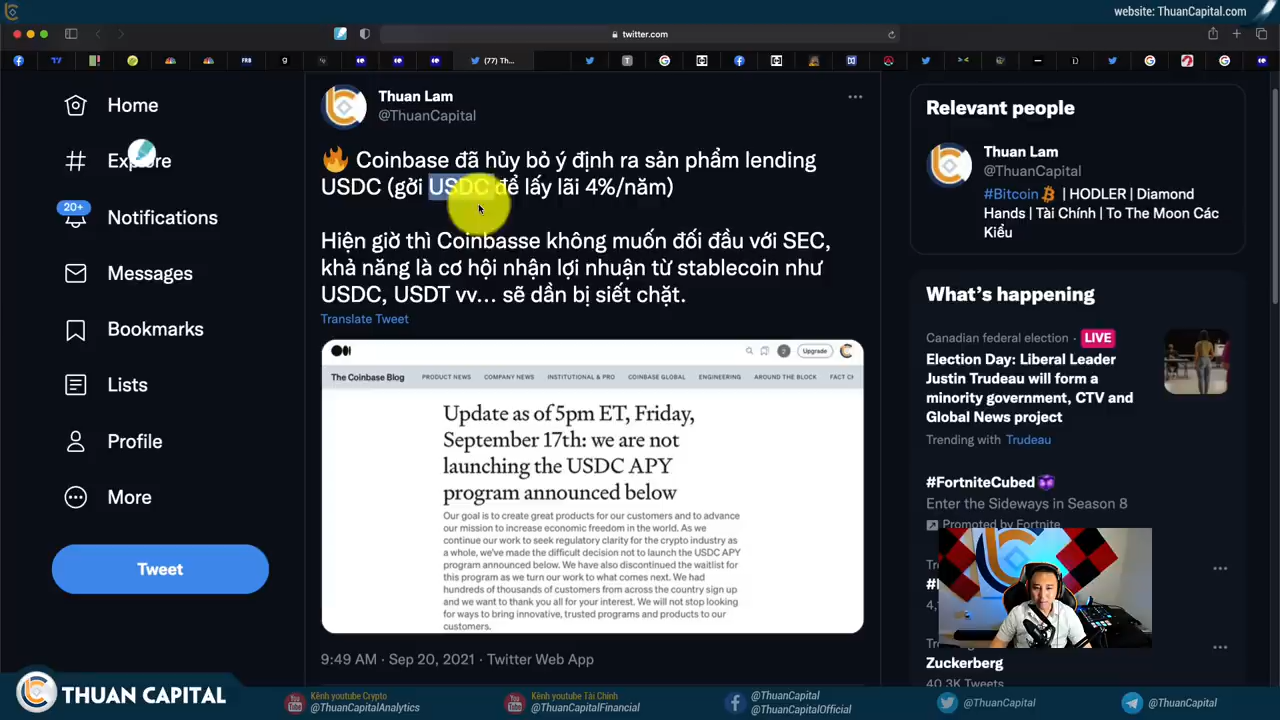 website: ThuanCapital.com
twitter.com
(77) Th...
Home
Explore
20+
Notifications
Messages
Bookmarks
Lists
Profile
More
Tweet
Thuan Lam
@ThuanCapital
Coinbase đã hủy bỏ ý định ra sản phẩm lending
USDC (gởi USDC để lấy lãi 4%/năm)
Hiện giờ thì Coinbasse không muốn đối đầu với SEC,
khả năng là cơ hội nhận lợi nhuận từ stablecoin như
USDC, USDT vv... sẽ dần bị siết chặt.
Translate Tweet
Upgrade
The Coinbase Blog
PRODUCT NEWS
COMPANY NEWS
INSTITUTIONAL & PRO
COINBASE GLOBAL
ENGINEERING
AROUND THE BLOCK
FACT CH
Update as of 5pm ET, Friday,
September 17th: we are not
launching the USDC APY
program announced below
Our goal is to create great products for our customers and to advance
our mission to increase economic freedom in the world. As we
continue our work to seek regulatory clarity for the crypto industry as
a whole, we've made the difficult decision not to launch the USDC APY
program announced below. We have also discontinued the waitlist for
this program as we turn our work to what comes next. We had
hundreds of thousands of customers from across the country sign up
and we want to thank you all for your interest. We will not stop looking
for ways to bring innovative, trusted programs and products to our
customers.
9:49 AM · Sep 20, 2021 · Twitter Web App
Relevant people
Thuan Lam
@ThuanCapital
#Bitcoin | HODLER | Diamond
Hands | Tài Chính | To The Moon Các
Kiểu
What's happening
Canadian federal election · LIVE
Election Day: Liberal Leader
Justin Trudeau will form a
minority government, CTV and
Global News project
Trending with Trudeau
#FortniteCubed
Enter the Sideways in Season 8
Promoted by Fortnite
Zuckerberg
40.3K Tweets
THUAN CAPITAL
Kênh youtube Crypto
@ThuanCapitalAnalytics
Kênh youtube Tài Chính
@ThuanCapitalFinancial
@ThuanCapital
@ThuanCapitalOfficial
@ThuanCapital
@ThuanCapital